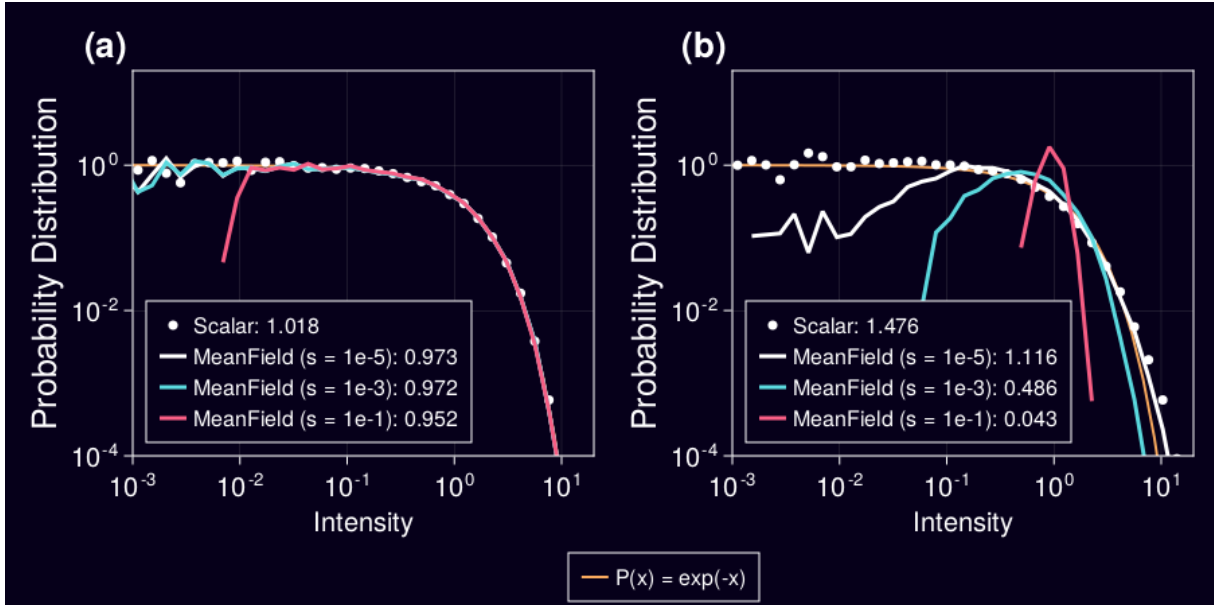 (a)
Probability Distribution
10^0
10^-2
10^-4
Scalar: 1.018
MeanField (s = 1e-5): 0.973
MeanField (s = 1e-3): 0.972
MeanField (s = 1e-1): 0.952
10^-3 10^-2 10^-1 10^0 10^1
Intensity
(b)
Probability Distribution
10^0
10^-2
10^-4
Scalar: 1.476
MeanField (s = 1e-5): 1.116
MeanField (s = 1e-3): 0.486
MeanField (s = 1e-1): 0.043
10^-3 10^-2 10^-1 10^0 10^1
Intensity
P(x) = exp(-x)